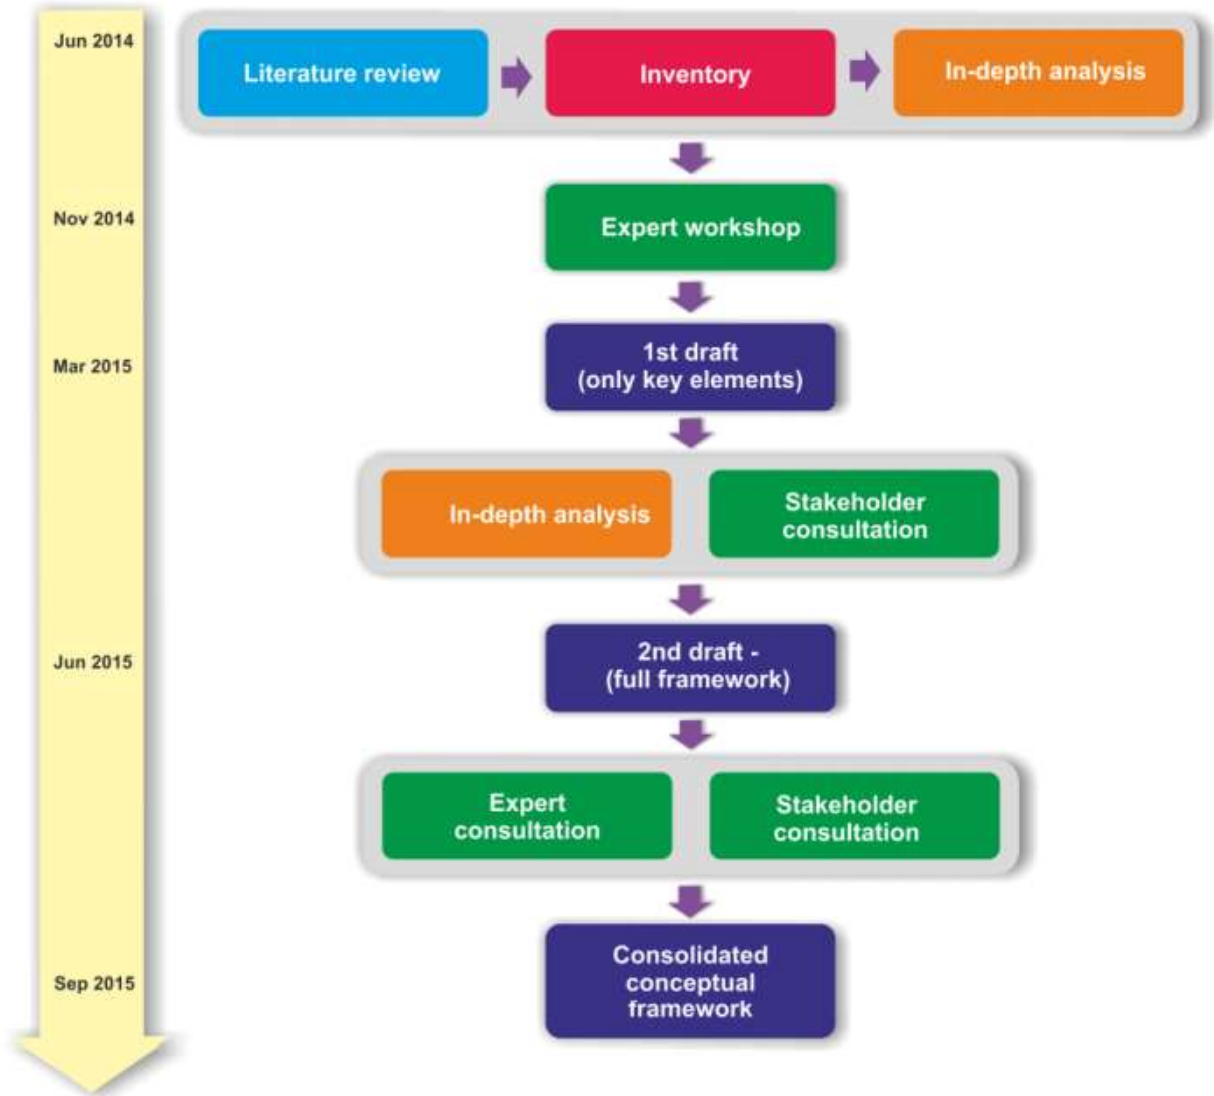 Jun 2014
Literature review
Inventory
In-depth analysis
Nov 2014
Expert workshop
Mar 2015
1st draft
(only key elements)
In-depth analysis
Stakeholder
consultation
Jun 2015
2nd draft -
(full framework)
Expert
consultation
Stakeholder
consultation
Sep 2015
Consolidated
conceptual
framework